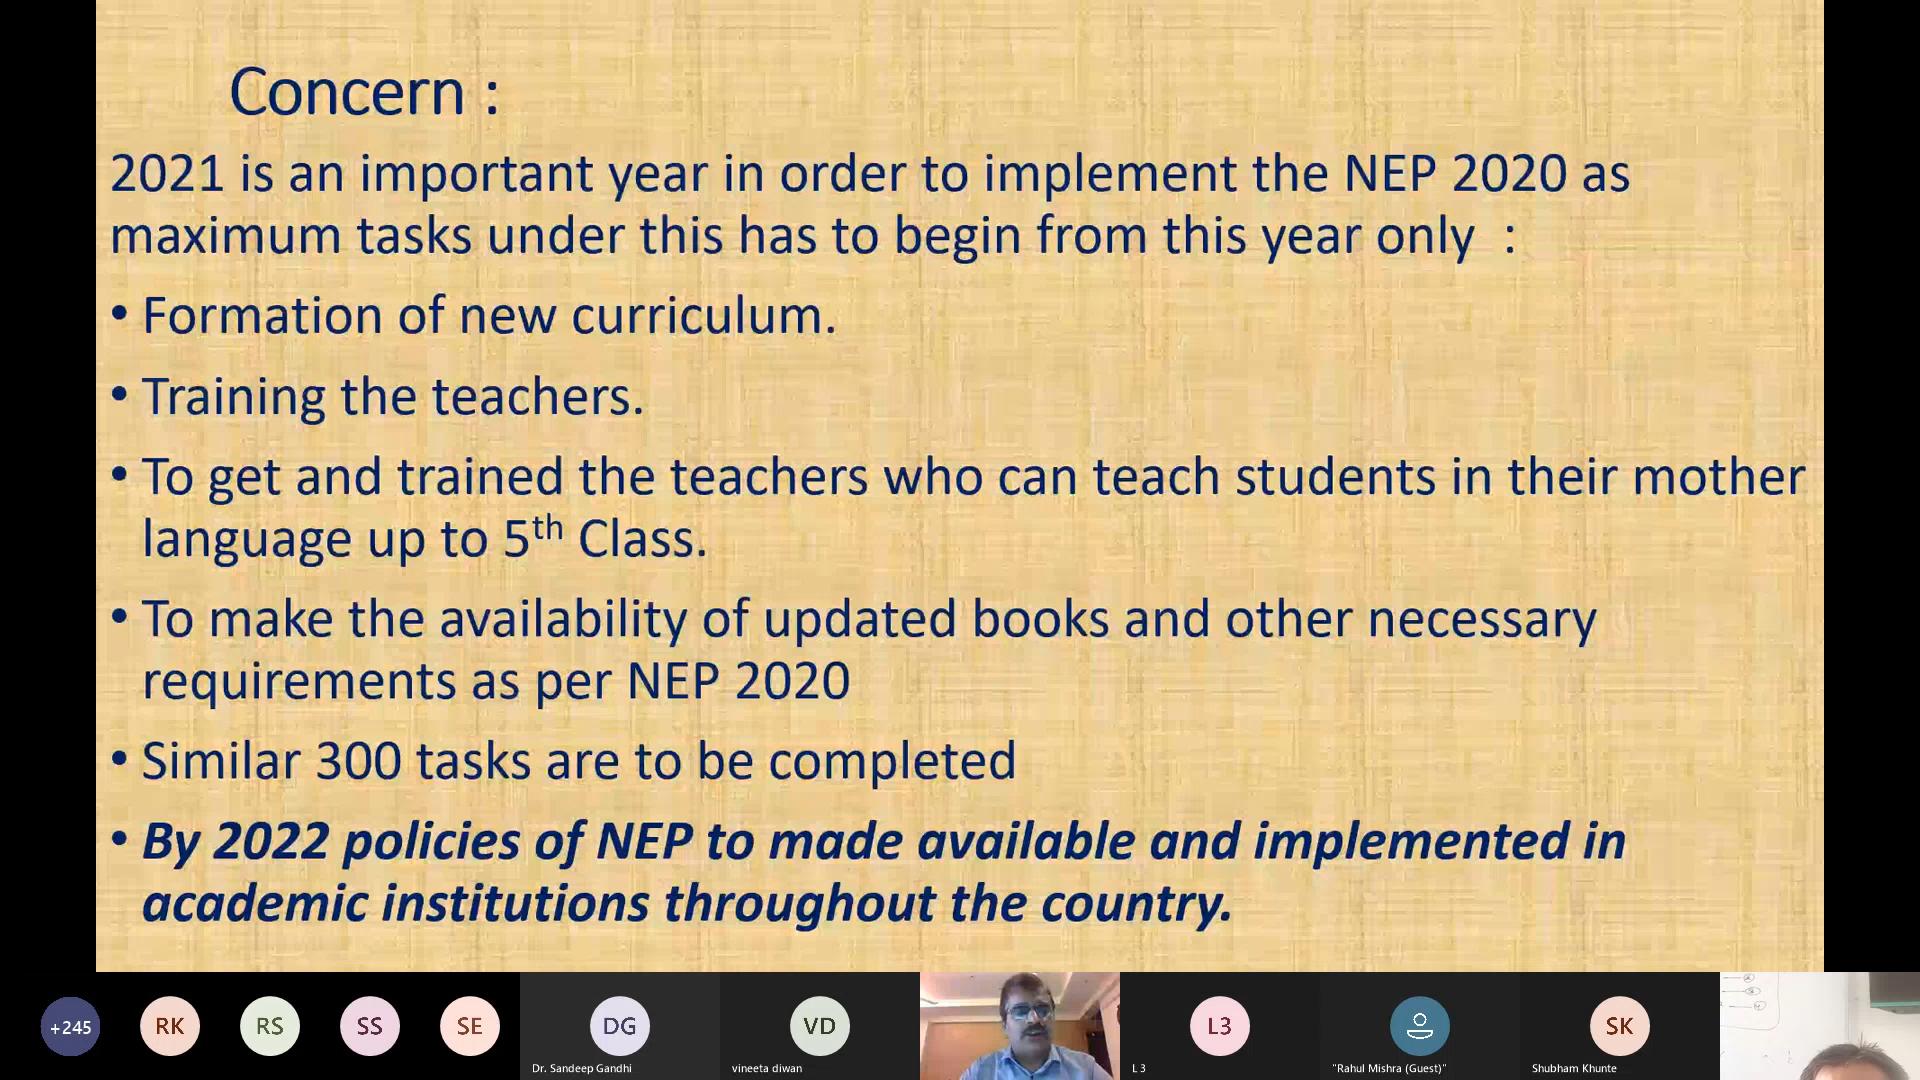 Concern :
2021 is an important year in order to implement the NEP 2020 as
maximum tasks under this has to begin from this year only :
• Formation of new curriculum.
• Training the teachers.
• To get and trained the teachers who can teach students in their mother
language up to 5th Class.
• To make the availability of updated books and other necessary
requirements as per NEP 2020
• Similar 300 tasks are to be completed
• By 2022 policies of NEP to made available and implemented in
academic institutions throughout the country.
+245 RK RS SS SE DG VD L3 SK
Dr. Sandeep Gandhi vineeta diwan L 3 "Rahul Mishra (Guest)" Shubham Khunte